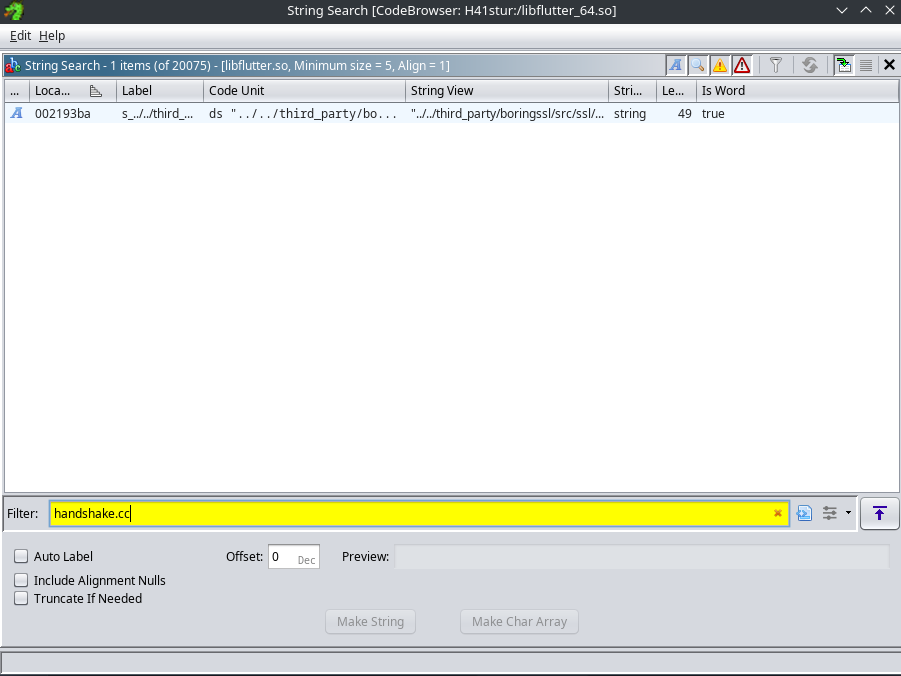 String Search [CodeBrowser: H41stur:/libflutter_64.so]
Edit Help
String Search - 1 items (of 20075) - [libflutter.so, Minimum size = 5, Align = 1]
... Loca... Label Code Unit String View Stri... Le... Is Word
A 002193ba s_../../third_... ds "../../third_party/bo... "../../third_party/boringssl/src/ssl/... string 49 true
Filter: handshake.cc
Auto Label Offset: 0 Dec Preview:
Include Alignment Nulls
Truncate If Needed
Make String Make Char Array